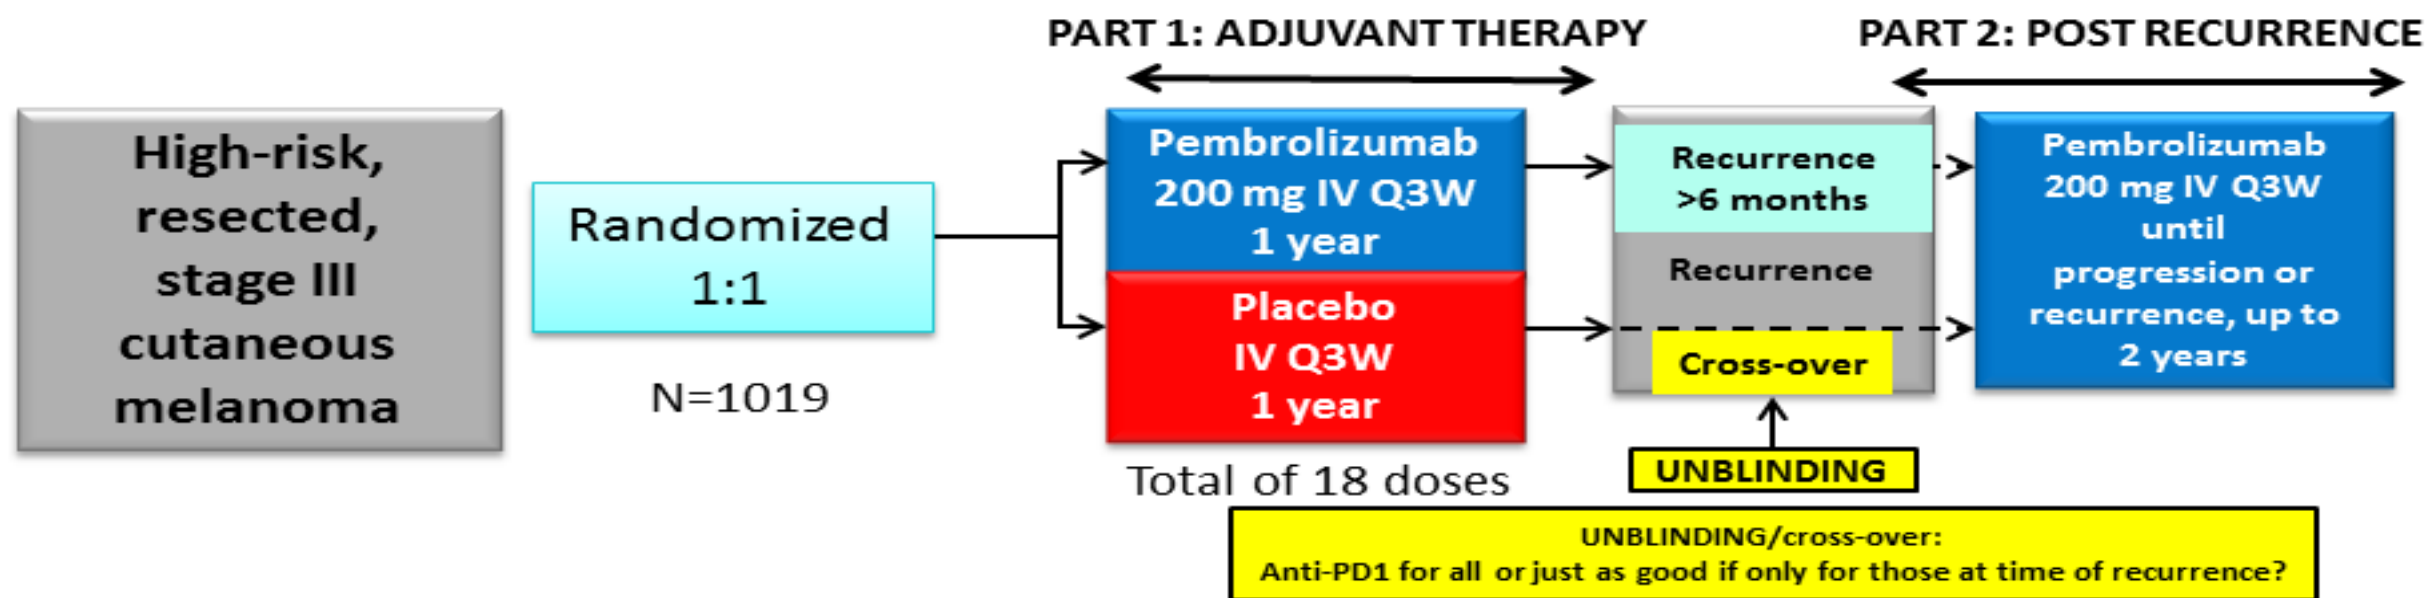 PART 1: ADJUVANT THERAPY
PART 2: POST RECURRENCE
High-risk,
resected,
stage III
cutaneous
melanoma
Randomized
1:1
N=1019
Pembrolizumab
200 mg IV Q3W
1 year
Placebo
IV Q3W
1 year
Total of 18 doses
Recurrence
>6 months
Recurrence
Cross-over
UNBLINDING
Pembrolizumab
200 mg IV Q3W
until
progression or
recurrence, up to
2 years
UNBLINDING/cross-over:
Anti-PD1 for all or just as good if only for those at time of recurrence?